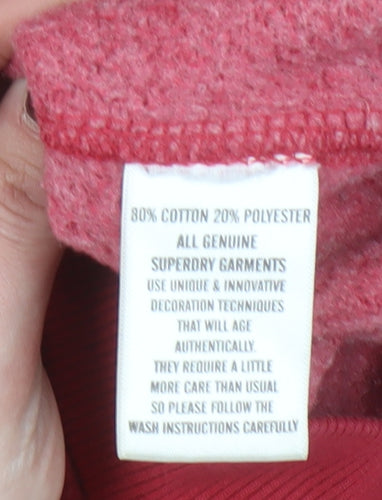 80% COTTON 20% POLYESTER
ALL GENUINE
SUPERDRY GARMENTS
USE UNIQUE & INNOVATIVE
DECORATION TECHNIQUES
THAT WILL AGE
AUTHENTICALLY.
THEY REQUIRE A LITTLE
MORE CARE THAN USUAL
SO PLEASE FOLLOW THE
WASH INSTRUCTIONS CAREFULLY